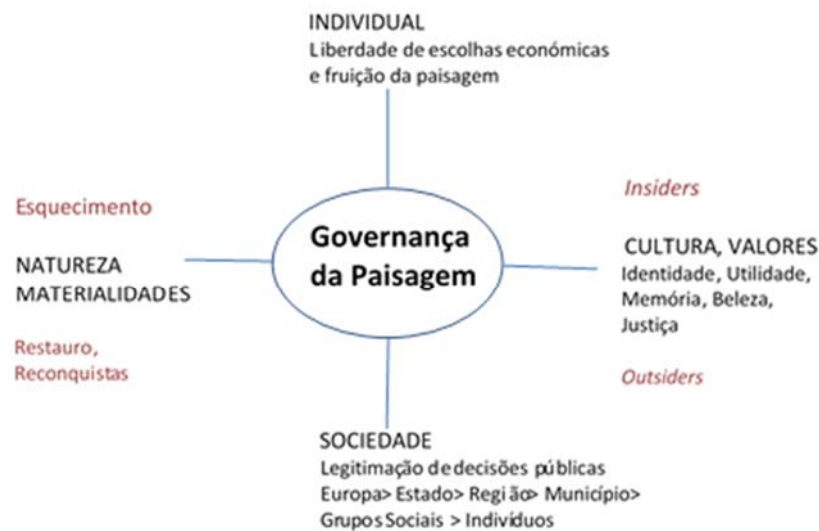 INDIVIDUAL
Liberdade de escolhas económicas
e fruição da paisagem
Esquecimento
NATUREZA
MATERIALIDADES
Restauro,
Reconquistas
Governança
da Paisagem
Insiders
CULTURA, VALORES
Identidade, Utilidade,
Memória, Beleza,
Justiça
Outsiders
SOCIEDADE
Legitimação de decisões públicas
Europa> Estado> Região> Município>
Grupos Sociais > Indivíduos